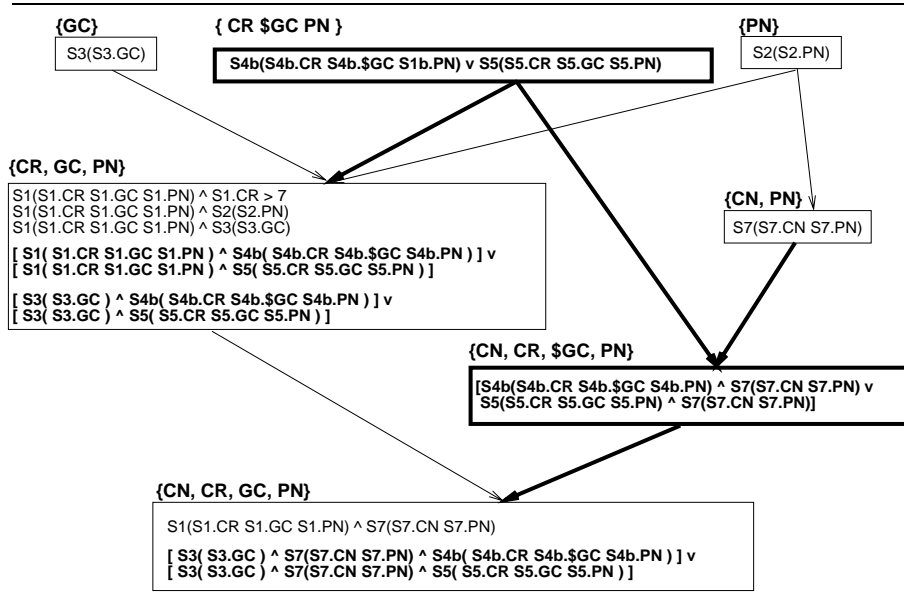 {GC}
{ CR $GC PN }
{PN}
S3(S3.GC)
S4b(S4b.CR S4b.$GC S1b.PN) v S5(S5.CR S5.GC S5.PN)
S2(S2.PN)
{CR, GC, PN}
S1(S1.CR S1.GC S1.PN) ^ S1.CR > 7
S1(S1.CR S1.GC S1.PN) ^ S2(S2.PN)
S1(S1.CR S1.GC S1.PN) ^ S3(S3.GC)
[ S1( S1.CR S1.GC S1.PN ) ^ S4b( S4b.CR S4b.$GC S4b.PN ) ] v
[ S1( S1.CR S1.GC S1.PN ) ^ S5( S5.CR S5.GC S5.PN ) ]
[ S3( S3.GC ) ^ S4b( S4b.CR S4b.$GC S4b.PN ) ] v
[ S3( S3.GC ) ^ S5( S5.CR S5.GC S5.PN ) ]
{CN, PN}
S7(S7.CN S7.PN)
{CN, CR, $GC, PN}
[S4b(S4b.CR S4b.$GC S4b.PN) ^ S7(S7.CN S7.PN) v
S5(S5.CR S5.GC S5.PN) ^ S7(S7.CN S7.PN)]
{CN, CR, GC, PN}
S1(S1.CR S1.GC S1.PN) ^ S7(S7.CN S7.PN)
[ S3( S3.GC ) ^ S7(S7.CN S7.PN) ^ S4b( S4b.CR S4b.$GC S4b.PN ) ] v
[ S3( S3.GC ) ^ S7(S7.CN S7.PN) ^ S5( S5.CR S5.GC S5.PN ) ]